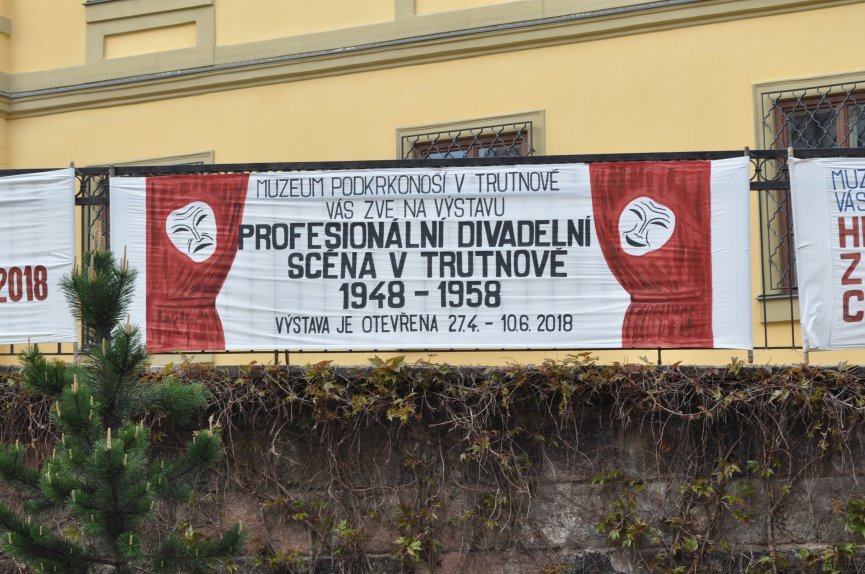 2018
MUZEUM PODKRKONOŠÍ V TRUTNOVĚ
VÁS ZVE NA VÝSTAVU
PROFESIONÁLNÍ DIVADELNÍ
SCÉNA V TRUTNOVĚ
1948 - 1958
VÝSTAVA JE OTEVŘENA 27.4. - 10.6. 2018